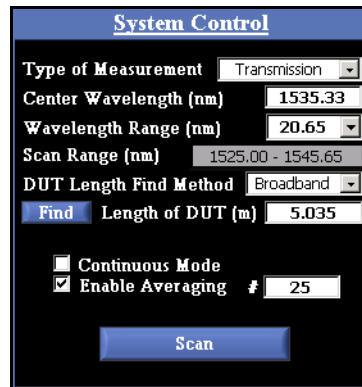 System Control
Type of Measurement Transmission
Center Wavelength (nm) 1535.33
Wavelength Range (nm) 20.65
Scan Range (nm) 1525.00 - 1545.65
DUT Length Find Method Broadband
Find Length of DUT (m) 5.035
Continuous Mode
Enable Averaging # 25
Scan